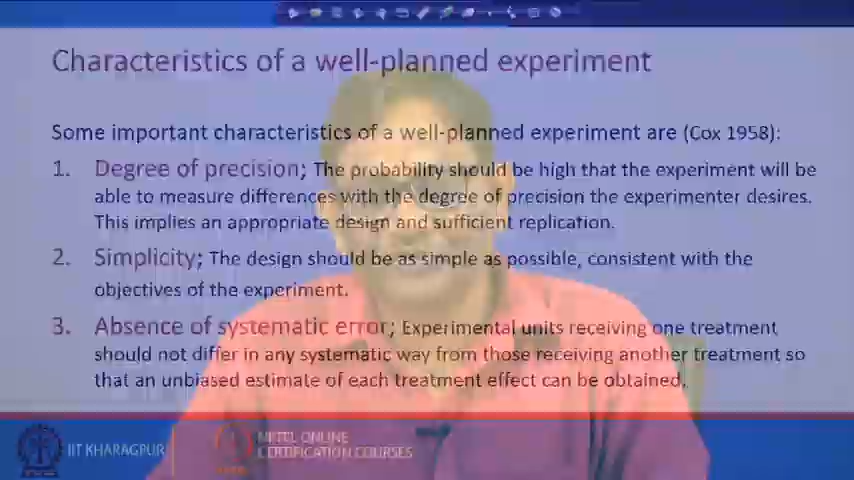 Characteristics of a well-planned experiment
Some important characteristics of a well-planned experiment are (Cox 1958):
1. Degree of precision; The probability should be high that the experiment will be
able to measure differences with the degree of precision the experimenter desires.
This implies an appropriate design and sufficient replication.
2. Simplicity; The design should be as simple as possible, consistent with the
objectives of the experiment.
3. Absence of systematic error; Experimental units receiving one treatment
should not differ in any systematic way from those receiving another treatment so
that an unbiased estimate of each treatment effect can be obtained.
IIT KHARAGPUR
NPTEL ONLINE
CERTIFICATION COURSES